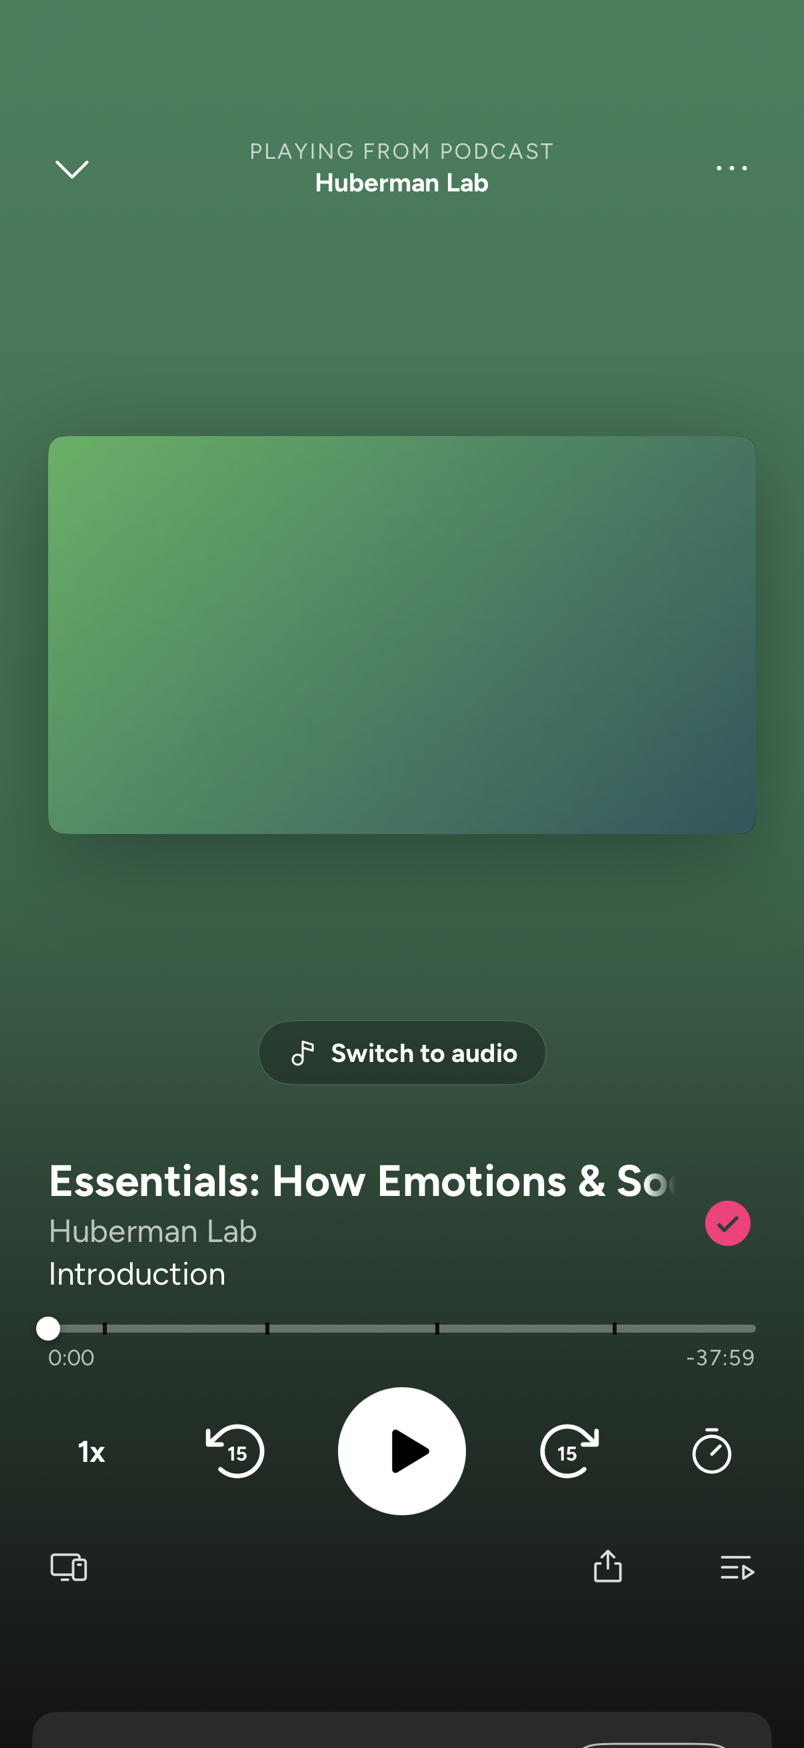 PLAYING FROM PODCAST
Huberman Lab
Switch to audio
Essentials: How Emotions &
Huberman Lab
Introduction
0:00
-37:59
1x
15
15